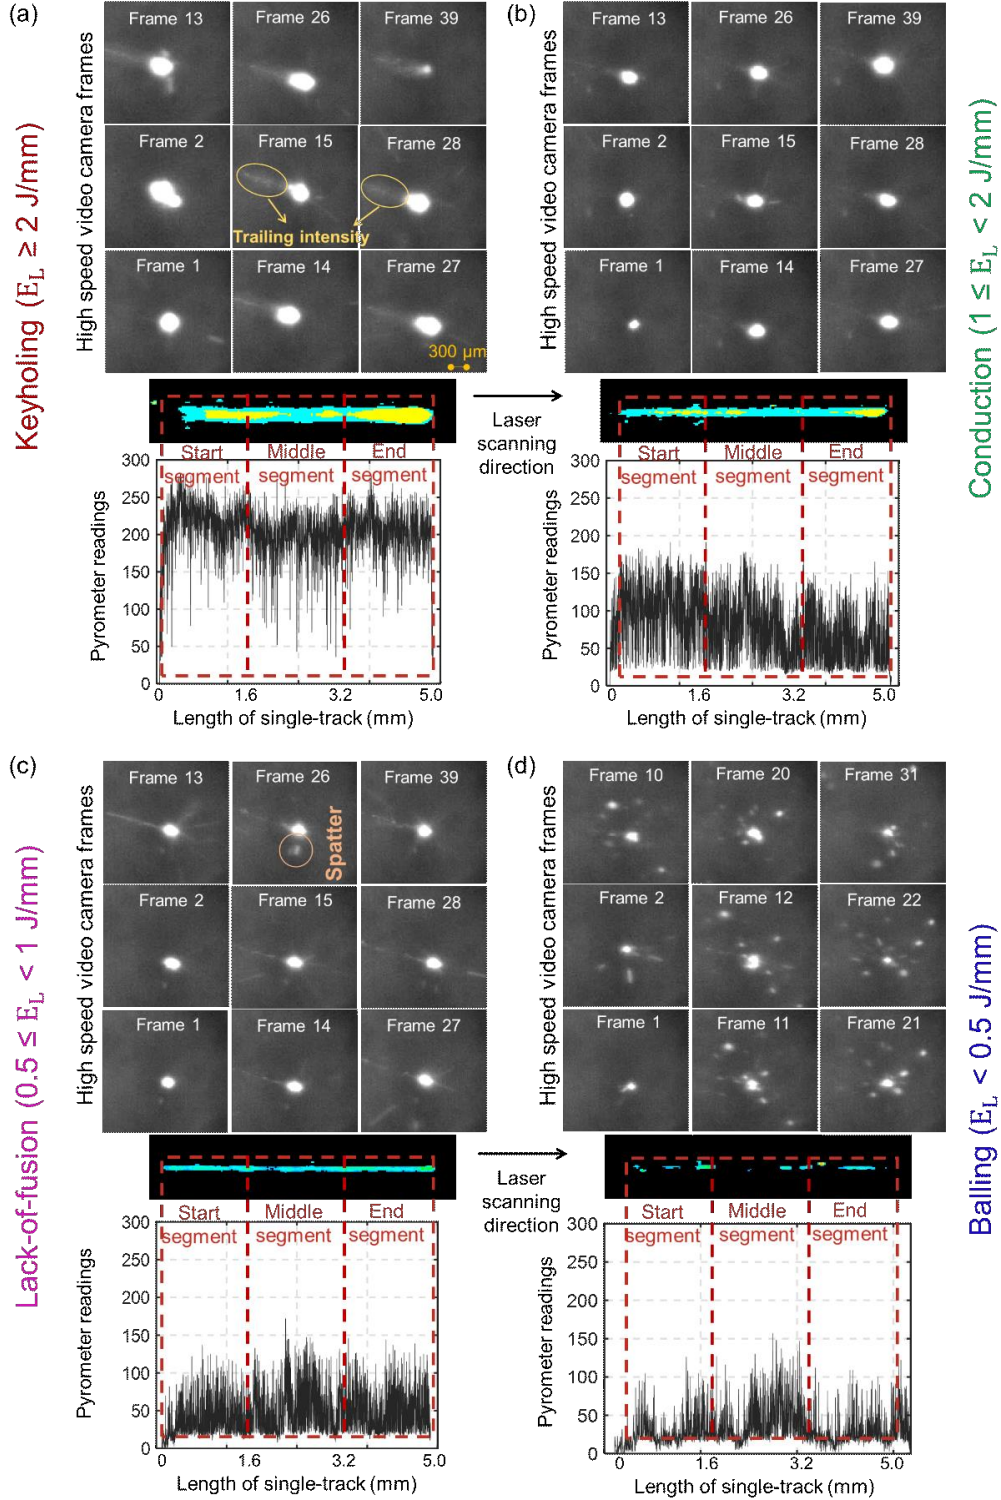 (a)
Keyholing (E_L ≥ 2 J/mm)
High speed video camera frames
Frame 13
Frame 26
Frame 39
Frame 2
Frame 15
Frame 28
Trailing intensity
Frame 1
Frame 14
Frame 27
300 µm
Start segment
Middle segment
End segment
Laser scanning direction
Pyrometer readings
300
250
200
150
100
50
0
0
1.6
3.2
5.0
Length of single-track (mm)
(b)
Conduction (1 ≤ E_L < 2 J/mm)
High speed video camera frames
Frame 13
Frame 26
Frame 39
Frame 2
Frame 15
Frame 28
Frame 1
Frame 14
Frame 27
Start segment
Middle segment
End segment
Pyrometer readings
300
250
200
150
100
50
0
0
1.6
3.2
5.0
Length of single-track (mm)
(c)
Lack-of-fusion (0.5 ≤ E_L < 1 J/mm)
High speed video camera frames
Frame 13
Frame 26
Frame 39
Spatter
Frame 2
Frame 15
Frame 28
Frame 1
Frame 14
Frame 27
Start segment
Middle segment
End segment
Laser scanning direction
Pyrometer readings
300
250
200
150
100
50
0
0
1.6
3.2
5.0
Length of single-track (mm)
(d)
Balling (E_L < 0.5 J/mm)
High speed video camera frames
Frame 10
Frame 20
Frame 31
Frame 2
Frame 12
Frame 22
Frame 1
Frame 11
Frame 21
Start segment
Middle segment
End segment
Pyrometer readings
300
250
200
150
100
50
0
0
1.6
3.2
5.0
Length of single-track (mm)